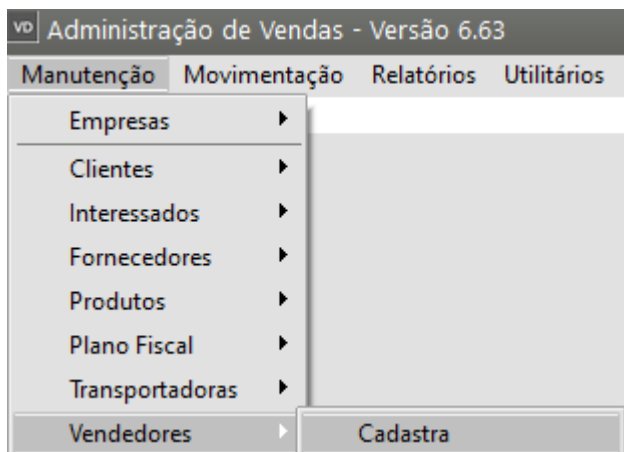 VD Administração de Vendas - Versão 6.63
Manutenção Movimentação Relatórios Utilitários
Empresas
Clientes
Interessados
Fornecedores
Produtos
Plano Fiscal
Transportadoras
Vendedores Cadastra